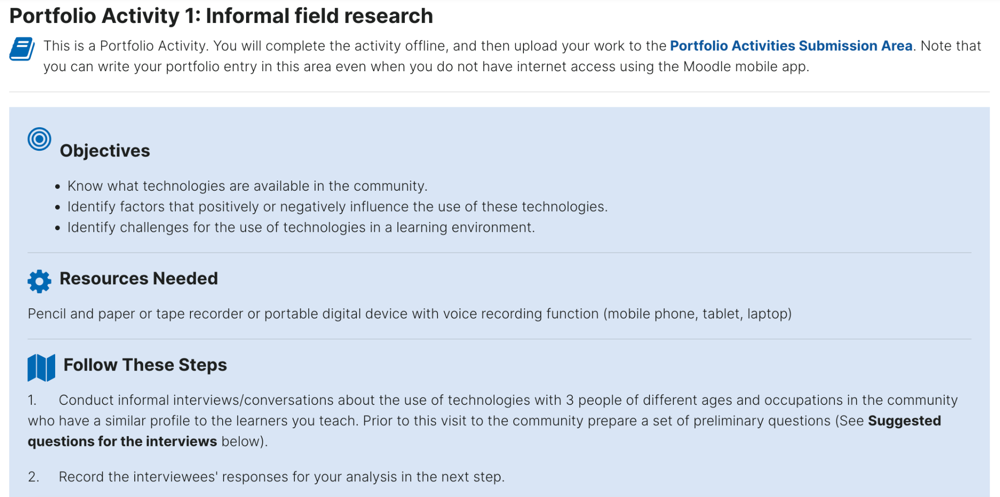 Portfolio Activity 1: Informal field research
This is a Portfolio Activity. You will complete the activity offline, and then upload your work to the Portfolio Activities Submission Area. Note that
you can write your portfolio entry in this area even when you do not have internet access using the Moodle mobile app.
Objectives
• Know what technologies are available in the community.
• Identify factors that positively or negatively influence the use of these technologies.
• Identify challenges for the use of technologies in a learning environment.
Resources Needed
Pencil and paper or tape recorder or portable digital device with voice recording function (mobile phone, tablet, laptop)
Follow These Steps
1. Conduct informal interviews/conversations about the use of technologies with 3 people of different ages and occupations in the community
who have a similar profile to the learners you teach. Prior to this visit to the community prepare a set of preliminary questions (See Suggested
questions for the interviews below).
2. Record the interviewees' responses for your analysis in the next step.